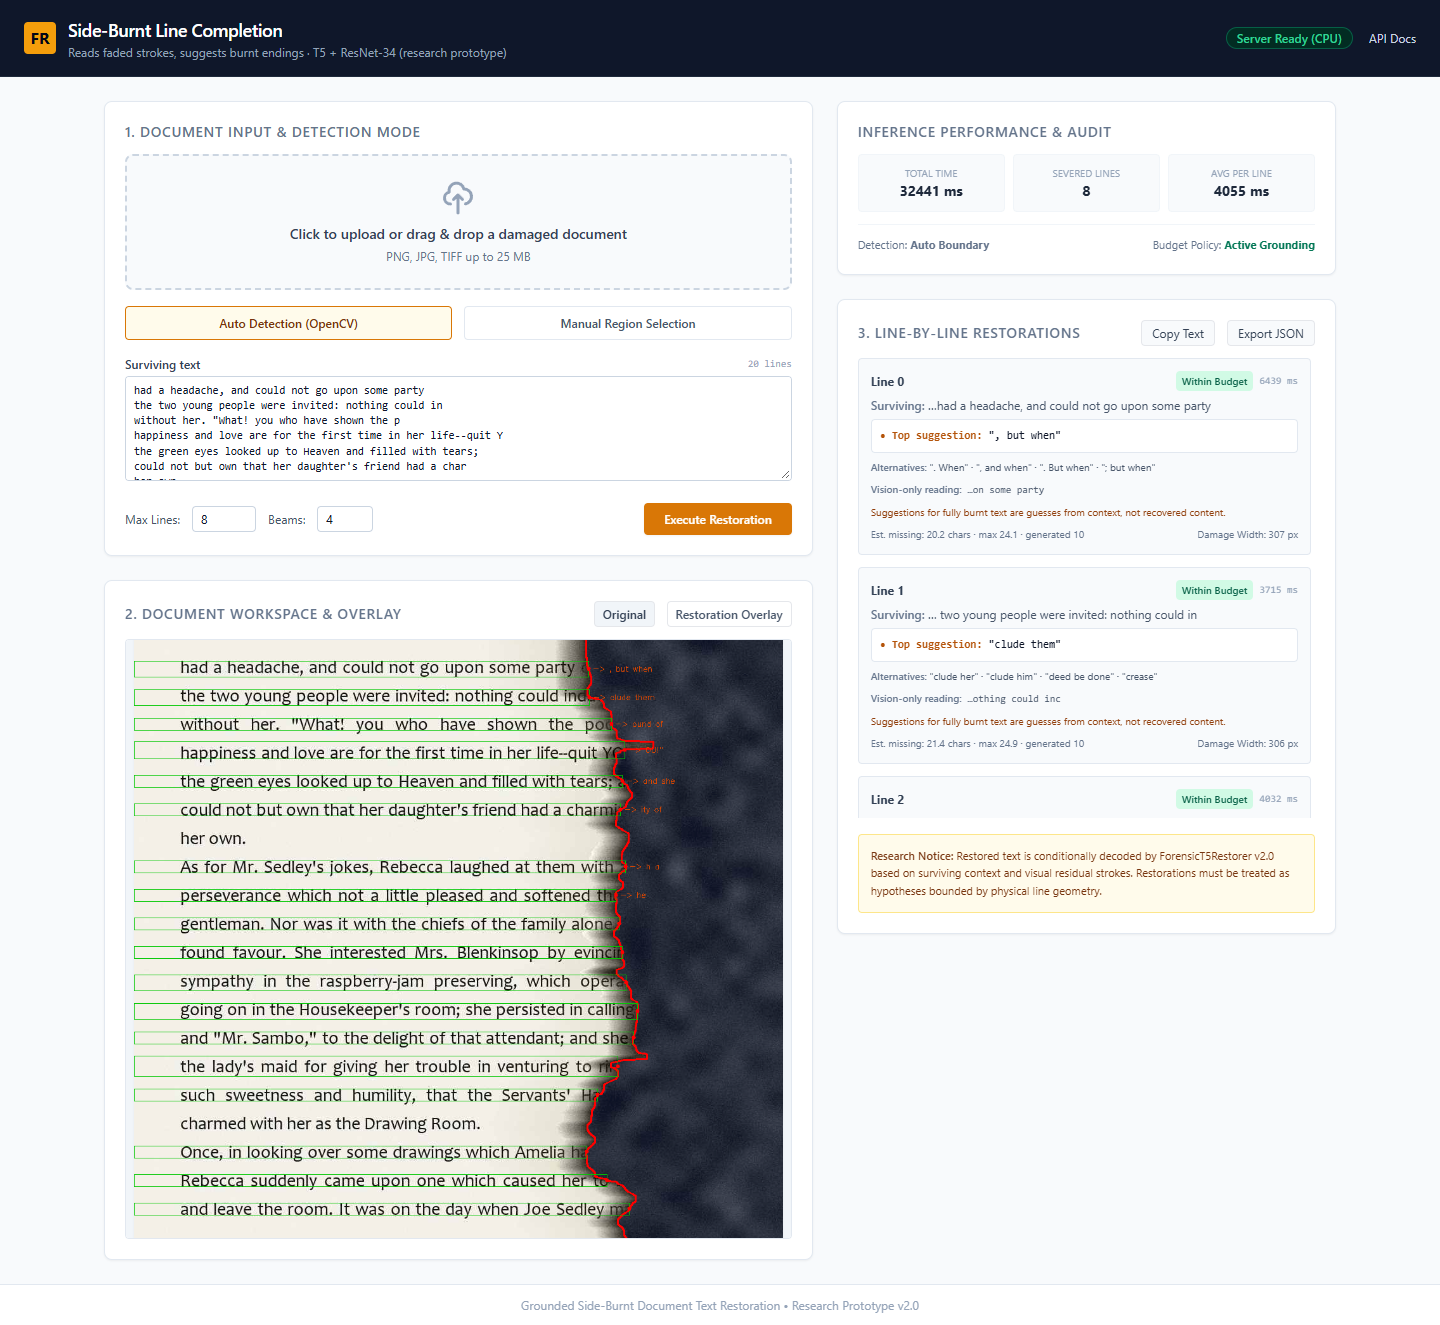 FR
Side-Burnt Line Completion
Reads faded strokes, suggests burnt endings · T5 + ResNet-34 (research prototype)
Server Ready (CPU)
API Docs
1. DOCUMENT INPUT & DETECTION MODE
Click to upload or drag & drop a damaged document
PNG, JPG, TIFF up to 25 MB
Auto Detection (OpenCV)
Manual Region Selection
Surviving text
20 lines
had a headache, and could not go upon some party
the two young people were invited: nothing could in
without her. "What! you who have shown the p
happiness and love are for the first time in her life--quit Y
the green eyes looked up to Heaven and filled with tears;
could not but own that her daughter's friend had a char
Max Lines: 8
Beams: 4
Execute Restoration
2. DOCUMENT WORKSPACE & OVERLAY
Original
Restoration Overlay
had a headache, and could not go upon some party
--> , but when
the two young people were invited: nothing could inc
--> clude them
without her. "What! you who have shown the poo
--> ound of
happiness and love are for the first time in her life--quit YO
the green eyes looked up to Heaven and filled with tears;
--> and she
could not but own that her daughter's friend had a charmi
--> ity of
her own.
As for Mr. Sedley's jokes, Rebecca laughed at them with
perseverance which not a little pleased and softened th
--> he
gentleman. Nor was it with the chiefs of the family alone
found favour. She interested Mrs. Blenkinsop by evincin
sympathy in the raspberry-jam preserving, which opera
going on in the Housekeeper's room; she persisted in calling
and "Mr. Sambo," to the delight of that attendant; and she
the lady's maid for giving her trouble in venturing to ri
such sweetness and humility, that the Servants' Ha
charmed with her as the Drawing Room.
Once, in looking over some drawings which Amelia ha
Rebecca suddenly came upon one which caused her to
and leave the room. It was on the day when Joe Sedley m
INFERENCE PERFORMANCE & AUDIT
TOTAL TIME
32441 ms
SEVERED LINES
8
AVG PER LINE
4055 ms
Detection: Auto Boundary
Budget Policy: Active Grounding
3. LINE-BY-LINE RESTORATIONS
Copy Text
Export JSON
Line 0
Within Budget
6439 ms
Surviving: ...had a headache, and could not go upon some party
• Top suggestion: ", but when"
Alternatives: ". When" · ", and when" · ". But when" · "; but when"
Vision-only reading: …on some party
Suggestions for fully burnt text are guesses from context, not recovered content.
Est. missing: 20.2 chars · max 24.1 · generated 10
Damage Width: 307 px
Line 1
Within Budget
3715 ms
Surviving: ... two young people were invited: nothing could in
• Top suggestion: "clude them"
Alternatives: "clude her" · "clude him" · "deed be done" · "crease"
Vision-only reading: …othing could inc
Suggestions for fully burnt text are guesses from context, not recovered content.
Est. missing: 21.4 chars · max 24.9 · generated 10
Damage Width: 306 px
Line 2
Within Budget
4032 ms
Research Notice: Restored text is conditionally decoded by ForensicT5Restorer v2.0
based on surviving context and visual residual strokes. Restorations must be treated as
hypotheses bounded by physical line geometry.
Grounded Side-Burnt Document Text Restoration • Research Prototype v2.0